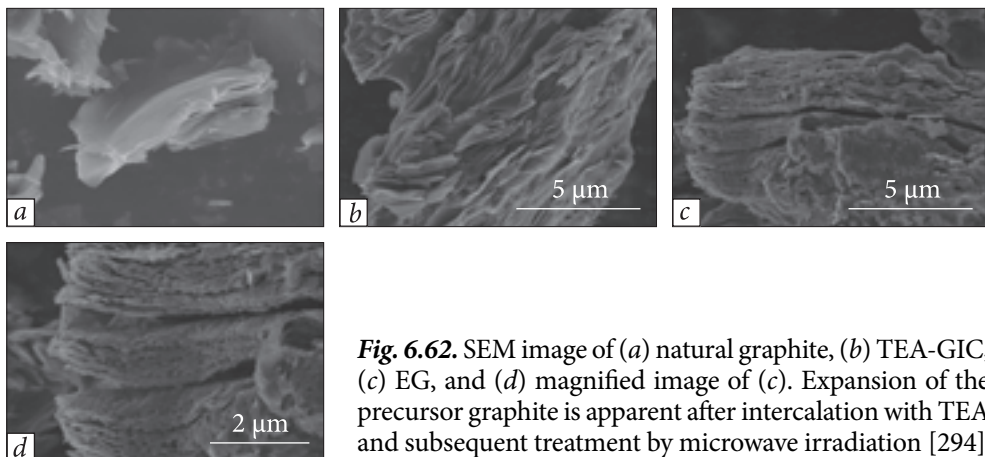 a
b
5 μm
c
5 μm
d
2 μm
Fig. 6.62. SEM image of (a) natural graphite, (b) TEA-GIC,
(c) EG, and (d) magnified image of (c). Expansion of the
precursor graphite is apparent after intercalation with TEA
and subsequent treatment by microwave irradiation [294]